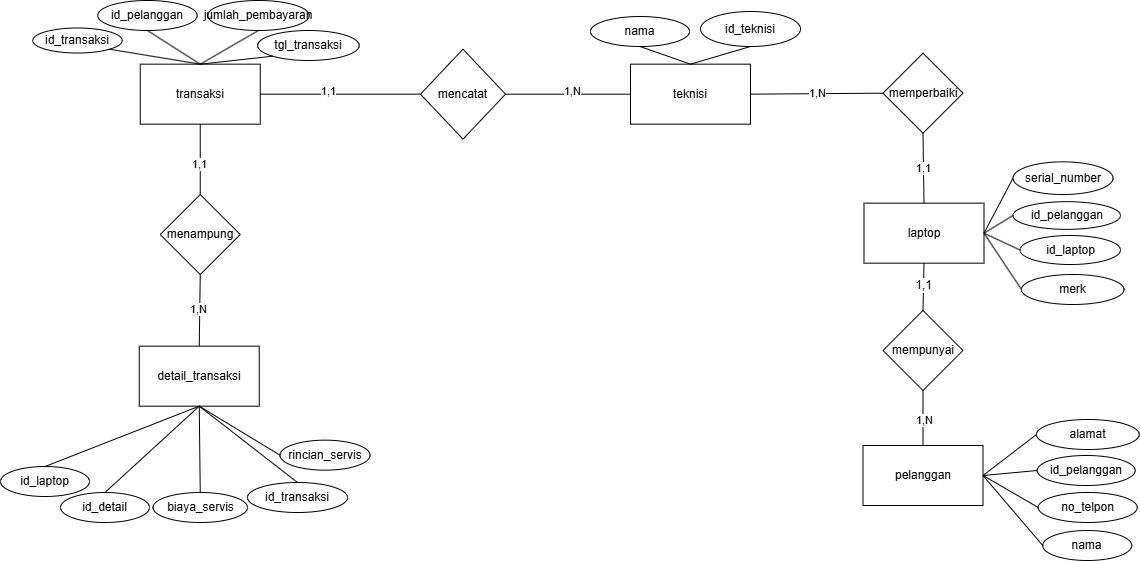 id_pelanggan
jumlah_pembayaran
id_transaksi
tgl_transaksi
nama
id_teknisi
transaksi
1,1
mencatat
1,N
teknisi
1,N
memperbaiki
1,1
1,1
serial_number
id_pelanggan
id_laptop
merk
laptop
menampung
1,1
1,N
mempunyai
detail_transaksi
1,N
alamat
id_pelanggan
no_telpon
nama
pelanggan
rincian_servis
id_laptop
id_transaksi
id_detail
biaya_servis